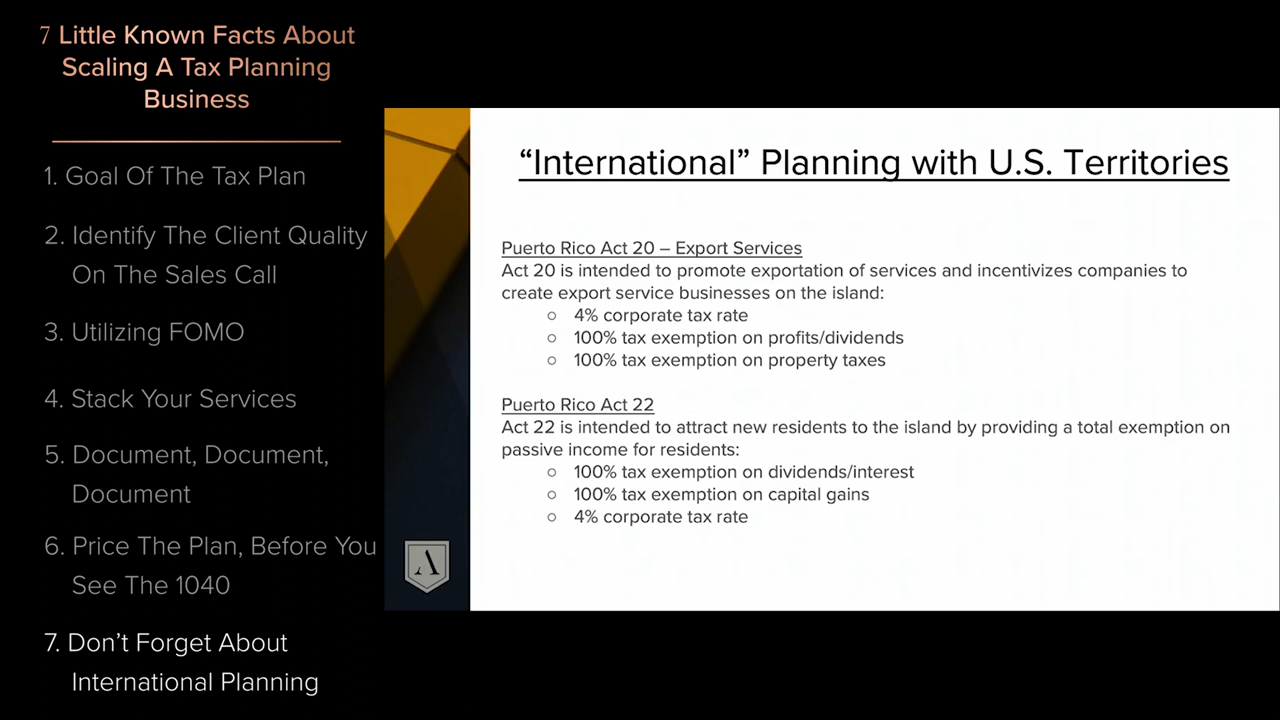 7 Little Known Facts About
Scaling A Tax Planning
Business
1. Goal Of The Tax Plan
2. Identify The Client Quality
On The Sales Call
3. Utilizing FOMO
4. Stack Your Services
5. Document, Document,
Document
6. Price The Plan, Before You
See The 1040
7. Don’t Forget About
International Planning
“International” Planning with U.S. Territories
Puerto Rico Act 20 – Export Services
Act 20 is intended to promote exportation of services and incentivizes companies to
create export service businesses on the island:
○ 4% corporate tax rate
○ 100% tax exemption on profits/dividends
○ 100% tax exemption on property taxes
Puerto Rico Act 22
Act 22 is intended to attract new residents to the island by providing a total exemption on
passive income for residents:
○ 100% tax exemption on dividends/interest
○ 100% tax exemption on capital gains
○ 4% corporate tax rate